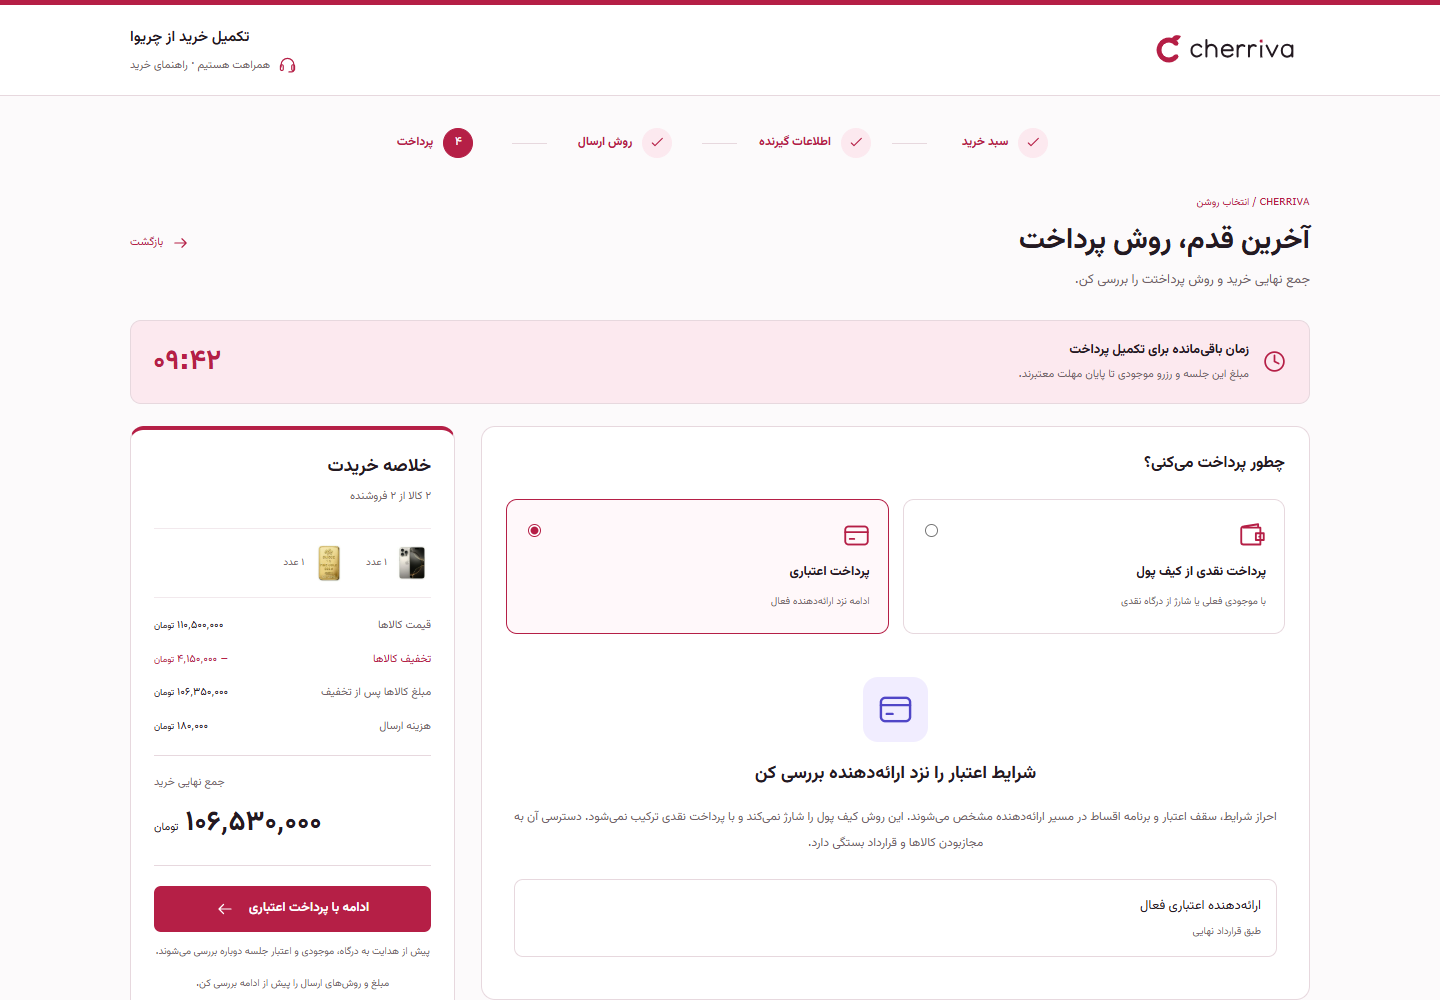 cherriva
تکمیل خرید از چریوا
همراهت هستیم · راهنمای خرید
سبد خرید
اطلاعات گیرنده
روش ارسال
۴ پرداخت
CHERRIVA / انتخاب روشن
آخرین قدم، روش پرداخت
بازگشت
جمع نهایی خرید و روش پرداختت را بررسی کن.
زمان باقی‌مانده برای تکمیل پرداخت
مبلغ این جلسه و رزرو موجودی تا پایان مهلت معتبرند.
۰۹:۴۲
چطور پرداخت می‌کنی؟
پرداخت نقدی از کیف پول
با موجودی فعلی یا شارژ از درگاه نقدی
پرداخت اعتباری
ادامه نزد ارائه‌دهنده فعال
شرایط اعتبار را نزد ارائه‌دهنده بررسی کن
احراز شرایط، سقف اعتبار و برنامه اقساط در مسیر ارائه‌دهنده مشخص می‌شوند. این روش کیف پول را شارژ نمی‌کند و با پرداخت نقدی ترکیب نمی‌شود. دسترسی آن به
مجازبودن کالاها و قرارداد بستگی دارد.
ارائه‌دهنده اعتباری فعال
طبق قرارداد نهایی
خلاصه خریدت
۲ کالا از ۲ فروشنده
۱ عدد
۱ عدد
قیمت کالاها ۱۱۰,۵۰۰,۰۰۰ تومان
تخفیف کالاها − ۴,۱۵۰,۰۰۰ تومان
مبلغ کالاها پس از تخفیف ۱۰۶,۳۵۰,۰۰۰ تومان
هزینه ارسال ۱۸۰,۰۰۰ تومان
جمع نهایی خرید
۱۰۶,۵۳۰,۰۰۰ تومان
ادامه با پرداخت اعتباری
پیش از هدایت به درگاه، موجودی و اعتبار جلسه دوباره بررسی می‌شوند.
مبلغ و روش‌های ارسال را پیش از ادامه بررسی کن.